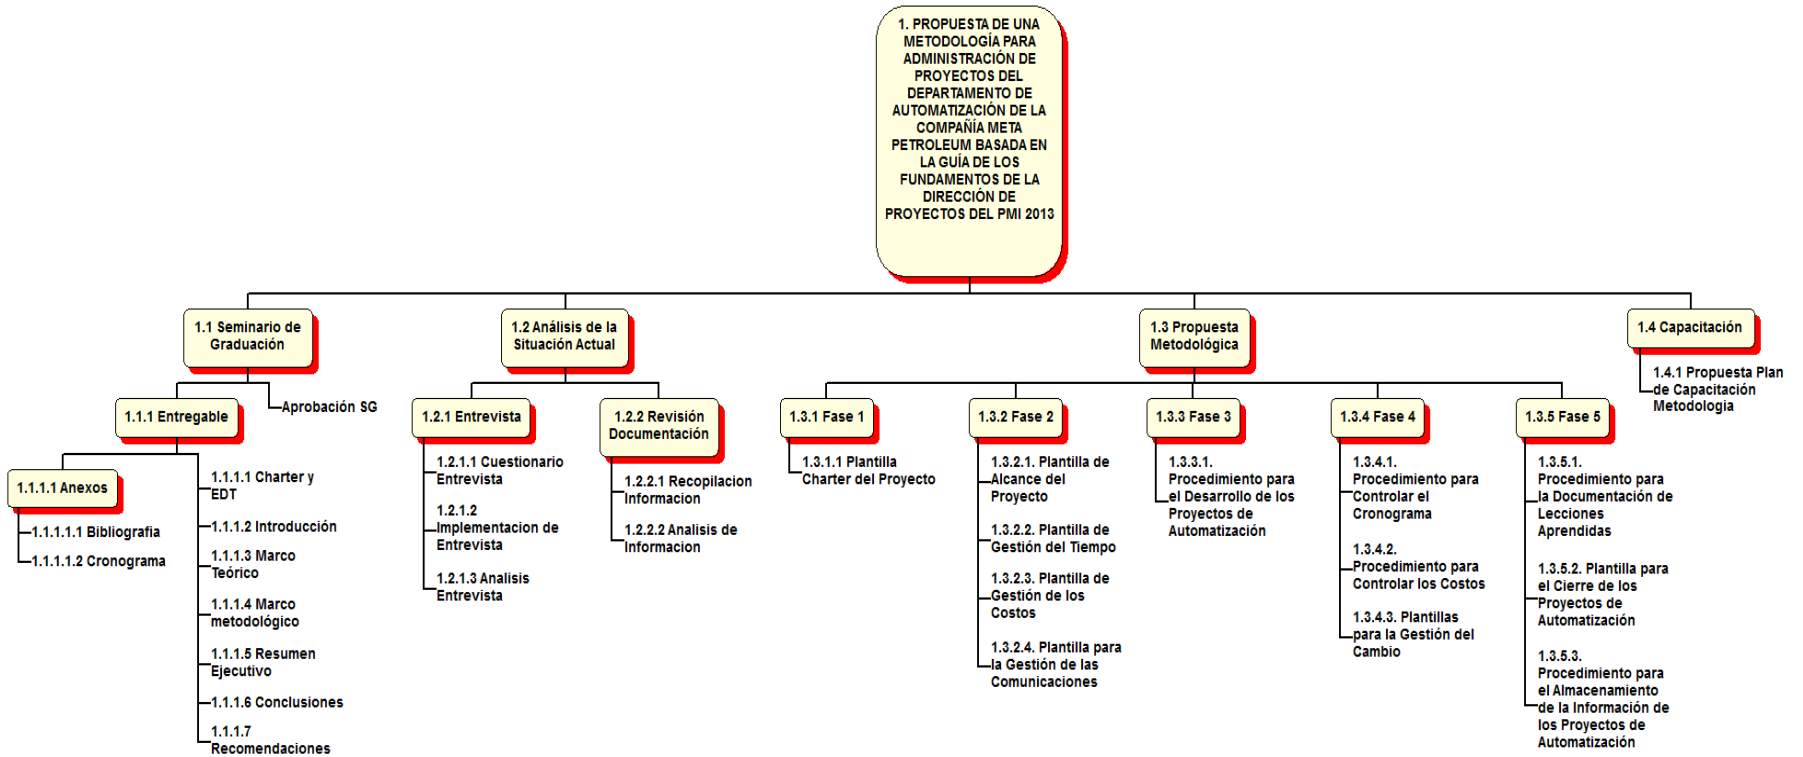 1. PROPUESTA DE UNA
METODOLOGÍA PARA
ADMINISTRACIÓN DE
PROYECTOS DEL
DEPARTAMENTO DE
AUTOMATIZACIÓN DE LA
COMPAÑÍA META
PETROLEUM BASADA EN
LA GUÍA DE LOS
FUNDAMENTOS DE LA
DIRECCIÓN DE
PROYECTOS DEL PMI 2013
1.1 Seminario de
Graduación
1.2 Análisis de la
Situación Actual
1.3 Propuesta
Metodológica
1.4 Capacitación
1.4.1 Propuesta Plan
de Capacitación
Metodologia
1.1.1 Entregable
Aprobación SG
1.2.1 Entrevista
1.2.2 Revisión
Documentación
1.3.1 Fase 1
1.3.2 Fase 2
1.3.3 Fase 3
1.3.4 Fase 4
1.3.5 Fase 5
1.1.1.1 Anexos
1.1.1.1.1 Bibliografia
1.1.1.1.2 Cronograma
1.1.1.1 Charter y
EDT
1.1.1.2 Introducción
1.1.1.3 Marco
Teórico
1.1.1.4 Marco
metodológico
1.1.1.5 Resumen
Ejecutivo
1.1.1.6 Conclusiones
1.1.1.7
Recomendaciones
1.2.1.1 Cuestionario
Entrevista
1.2.1.2
Implementacion de
Entrevista
1.2.1.3 Analisis
Entrevista
1.2.2.1 Recopilacion
Informacion
1.2.2.2 Analisis de
Informacion
1.3.1.1 Plantilla
Charter del Proyecto
1.3.2.1. Plantilla de
Alcance del
Proyecto
1.3.2.2. Plantilla de
Gestión del Tiempo
1.3.2.3. Plantilla de
Gestión de los
Costos
1.3.2.4. Plantilla para
la Gestión de las
Comunicaciones
1.3.3.1.
Procedimiento para
el Desarrollo de los
Proyectos de
Automatización
1.3.4.1.
Procedimiento para
Controlar el
Cronograma
1.3.4.2.
Procedimiento para
Controlar los Costos
1.3.4.3. Plantillas
para la Gestión del
Cambio
1.3.5.1.
Procedimiento para
la Documentación de
Lecciones
Aprendidas
1.3.5.2. Plantilla para
el Cierre de los
Proyectos de
Automatización
1.3.5.3.
Procedimiento para
el Almacenamiento
de la Información de
los Proyectos de
Automatización